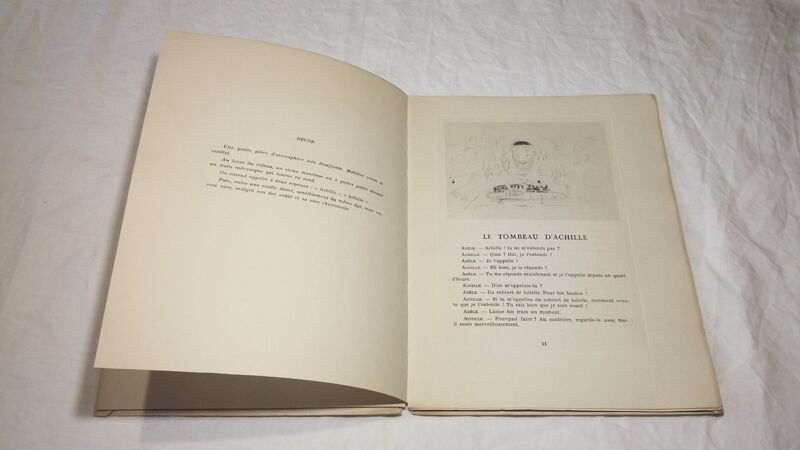 DECOR
Une petite pièce d'atmosphère très étouffante. Mobilier cossu et
vieillot.
Au lever du rideau, un vieux monsieur est à quatre pattes devant
un train mécanique qui tourne en rond.
On entend appeler à deux reprises : « Achille », « Achille ».
Puis, entre une vieille dame, sensiblement du même âge, mais
vive, malgré son dos voûté et sa voix chevrotante.
LE TOMBEAU D'ACHILLE
ADÈLE. — Achille ! tu ne m'entends pas ?
ACHILLE. — Quoi ? Oui, je t'entends.
ADÈLE. — Je t'appelle !
ACHILLE. — Eh bien, je te réponds ?
ADÈLE. — Tu me réponds maintenant et je t'appelle depuis un quart
d'heure.
ACHILLE. — D'où m'appelais-tu ?
ADÈLE. — Du cabinet de toilette. Pour ton bouton !
ACHILLE. — Si tu m'appelles du cabinet de toilette, comment veux-
tu que je t'entende ! Tu sais bien que je suis sourd !
ADÈLE. — Laisse ton train un moment.
ACHILLE. — Pourquoi faire ? Au contraire, regarde-le avec moi :
il roule merveilleusement.
11